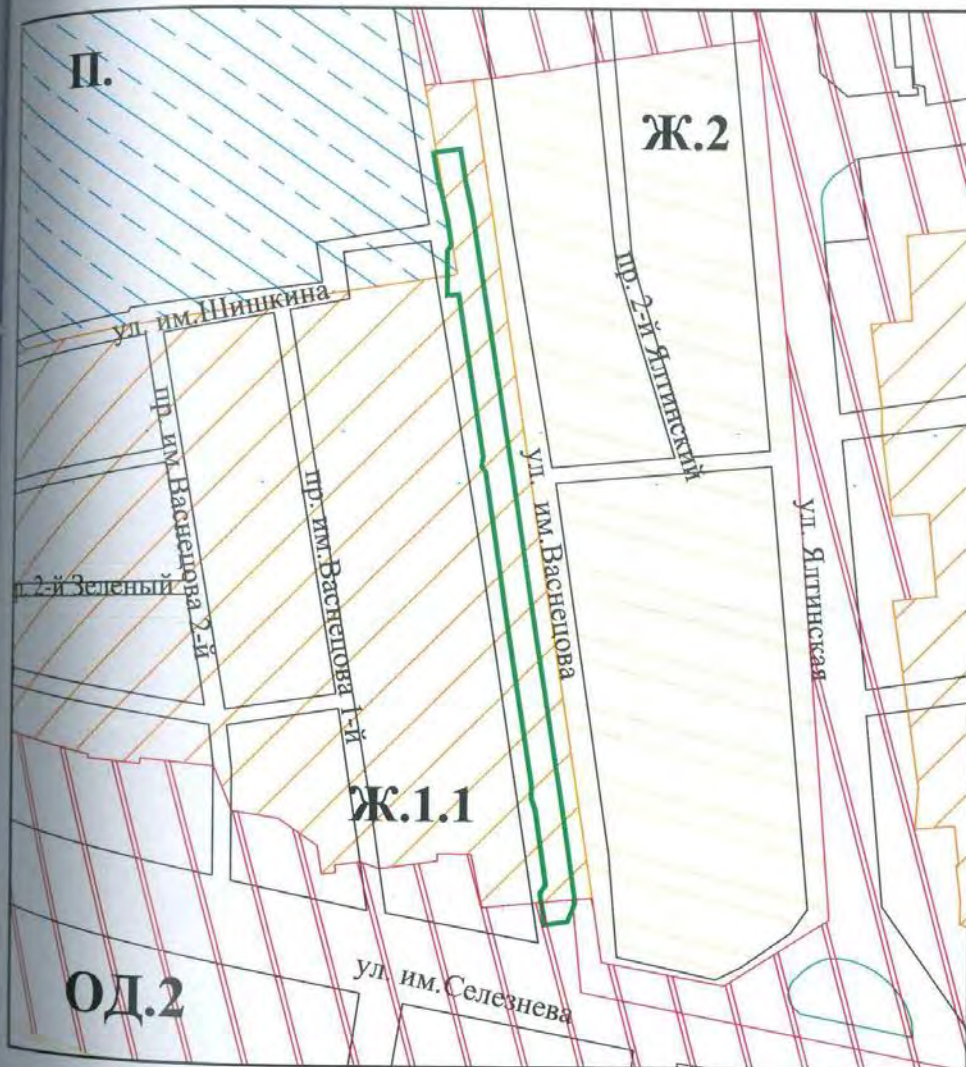 П.
Ж.2
ул. им.Шишкина
пр. 2-й Ялтинский
пр. им.Васнецова 2-й
пр. им.Васнецова 1-й
ул. им.Васнецова
ул. Ялтинская
2-й Зеленый
Ж.1.1
ОД.2
ул. им.Селезнева